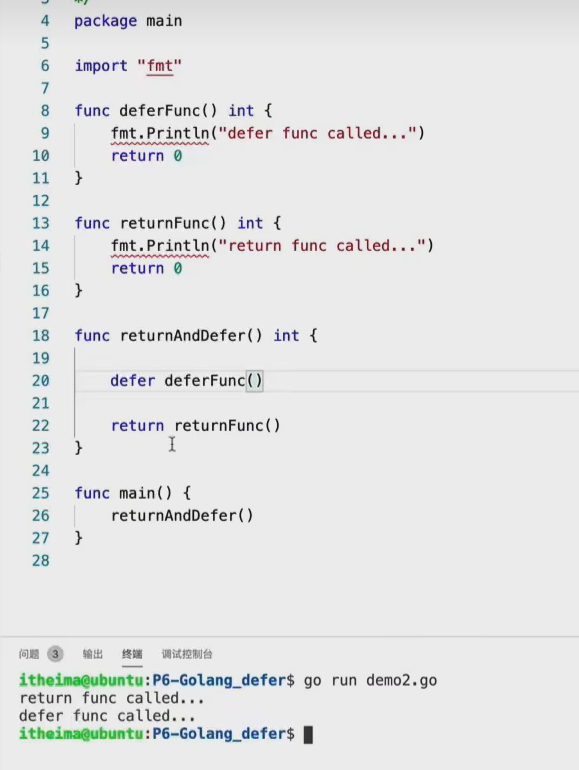 */
4 package main
5
6 import "fmt"
7
8 func deferFunc() int {
9 fmt.Println("defer func called...")
10 return 0
11 }
12
13 func returnFunc() int {
14 fmt.Println("return func called...")
15 return 0
16 }
17
18 func returnAndDefer() int {
19
20 defer deferFunc()
21
22 return returnFunc()
23 }
24
25 func main() {
26 returnAndDefer()
27 }
28
问题 3 输出 终端 调试控制台
itheima@ubuntu:P6-Golang_defer$ go run demo2.go
return func called...
defer func called...
itheima@ubuntu:P6-Golang_defer$